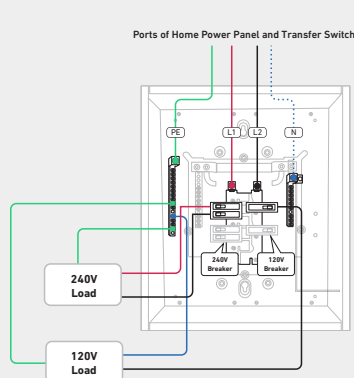 Ports of Home Power Panel and Transfer Switch
PE L1 L2 N
240V
Breaker
120V
Breaker
240V
Load
120V
Load